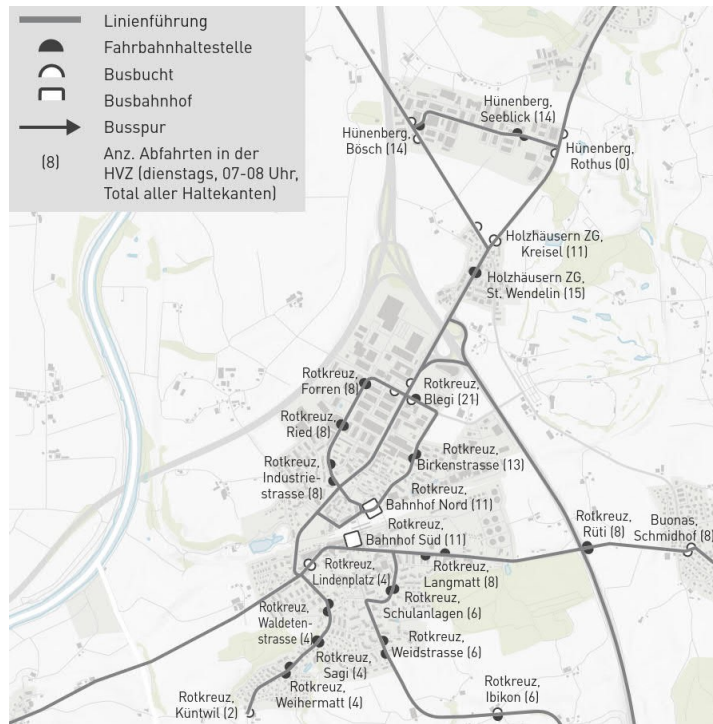 Linienführung
Fahrbahnhaltestelle
Busbucht
Busbahnhof
Busspur
(8)
Anz. Abfahrten in der
HVZ (dienstags, 07-08 Uhr,
Total aller Haltekanten)
Hünenberg,
Seeblick (14)
Hünenberg,
Bösch (14)
Hünenberg,
Rothus (0)
Holzhäusern ZG,
Kreisel (11)
Holzhäusern ZG,
St. Wendelin (15)
Rotkreuz,
Forren (8)
Rotkreuz,
Blegi (21)
Rotkreuz,
Ried (8)
Rotkreuz,
Birkenstrasse (13)
Rotkreuz,
Industrie-
strasse (8)
Rotkreuz,
Bahnhof Nord (11)
Rotkreuz,
Bahnhof Süd (11)
Rotkreuz,
Rüti (8)
Buonas,
Schmidhof (8)
Rotkreuz,
Lindenplatz (4)
Rotkreuz,
Langmatt (8)
Rotkreuz,
Schulanlagen (6)
Rotkreuz,
Waldeten-
strasse (4)
Rotkreuz,
Weidstrasse (6)
Rotkreuz,
Sagi (4)
Rotkreuz,
Weihermatt (4)
Rotkreuz,
Ibikon (6)
Rotkreuz,
Küntwil (2)